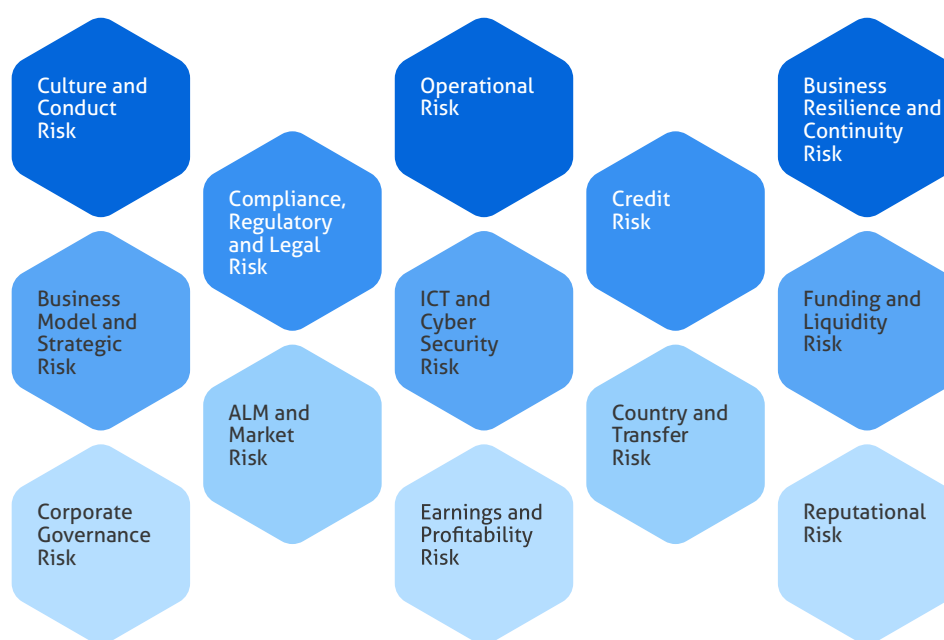 Culture and
Conduct
Risk
Operational
Risk
Business
Resilience and
Continuity
Risk
Compliance,
Regulatory
and Legal
Risk
Credit
Risk
Business
Model and
Strategic
Risk
ICT and
Cyber
Security
Risk
Funding and
Liquidity
Risk
ALM and
Market
Risk
Country and
Transfer
Risk
Corporate
Governance
Risk
Earnings and
Profitability
Risk
Reputational
Risk